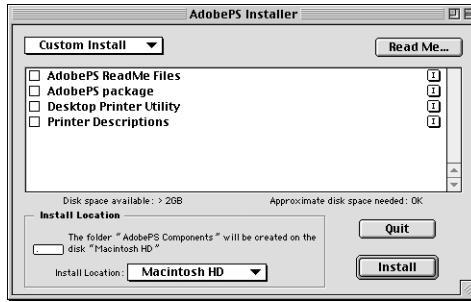 AdobePS Installer
Custom Install
Read Me...
AdobePS ReadMe Files
AdobePS package
Desktop Printer Utility
Printer Descriptions
Disk space available: > 2GB Approximate disk space needed: 0K
Install Location
The folder "AdobePS Components" will be created on the
disk "Macintosh HD"
Quit
Install Location: Macintosh HD
Install